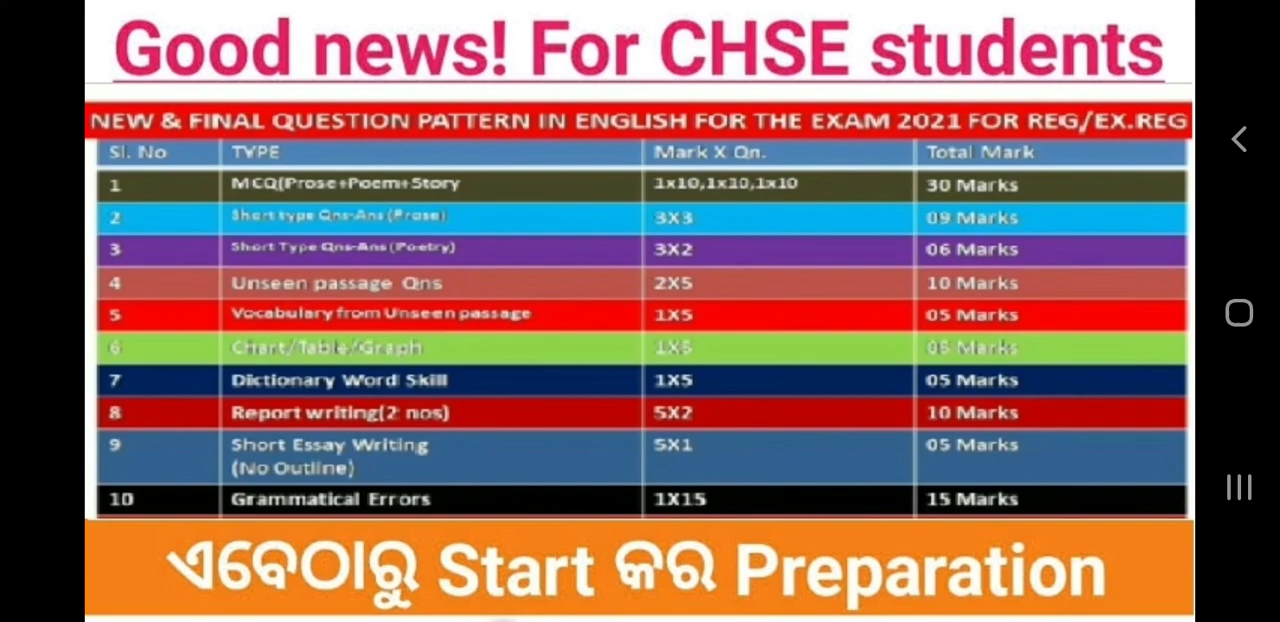 Good news! For CHSE students
NEW & FINAL QUESTION PATTERN IN ENGLISH FOR THE EXAM 2021 FOR REG/EX.REG
Sl. No TYPE Mark X Qn. Total Mark
1 MCQ(Prose+Poem+Story 1x10,1x10,1x10 30 Marks
2 Short type Qns-Ans (Prose) 3X3 09 Marks
3 Short Type Qns-Ans (Poetry) 3X2 06 Marks
4 Unseen passage Qns 2X5 10 Marks
5 Vocabulary from Unseen passage 1X5 05 Marks
6 Chart/Table/Graph 1X5 05 Marks
7 Dictionary Word Skill 1X5 05 Marks
8 Report writing(2 nos) 5X2 10 Marks
9 Short Essay Writing 5X1 05 Marks
(No Outline)
10 Grammatical Errors 1X15 15 Marks
ଏବେଠାରୁ Start କର Preparation